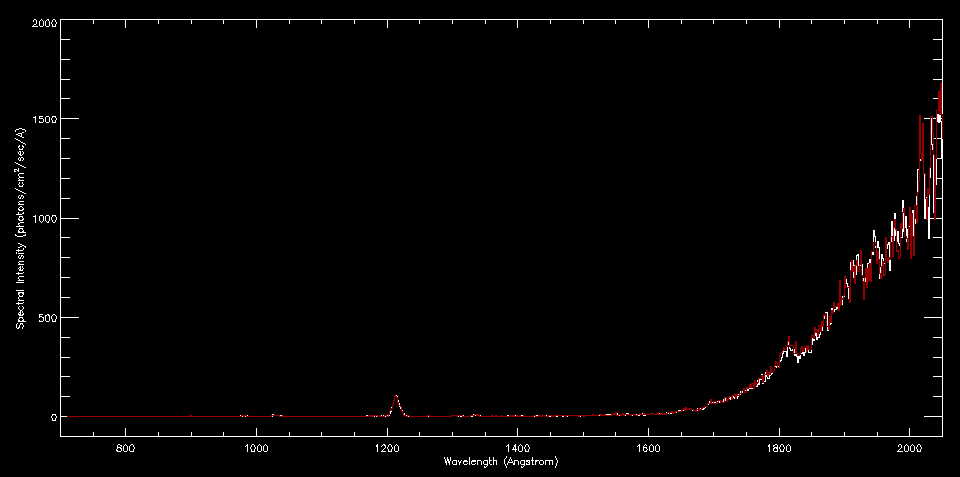 2000
1500
1000
500
0
Spectral Intensity (photons/cm²/sec/A)
800 1000 1200 1400 1600 1800 2000
Wavelength (Angstrom)